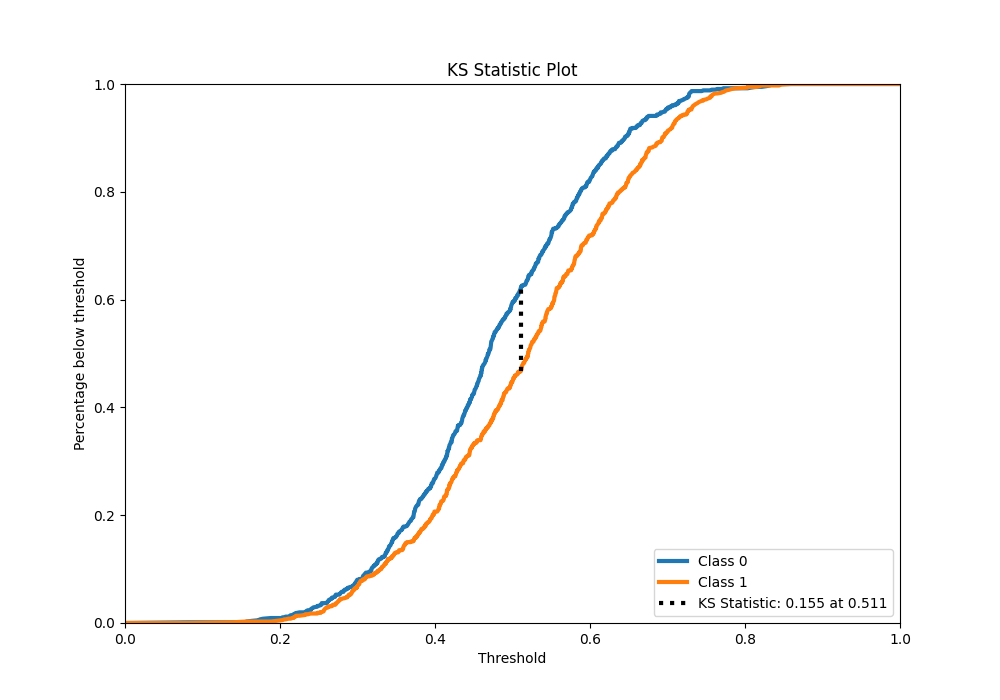 KS Statistic Plot
1.0
0.8
0.6
0.4
0.2
0.0
Percentage below threshold
0.0 0.2 0.4 0.6 0.8 1.0
Threshold
Class 0
Class 1
KS Statistic: 0.155 at 0.511